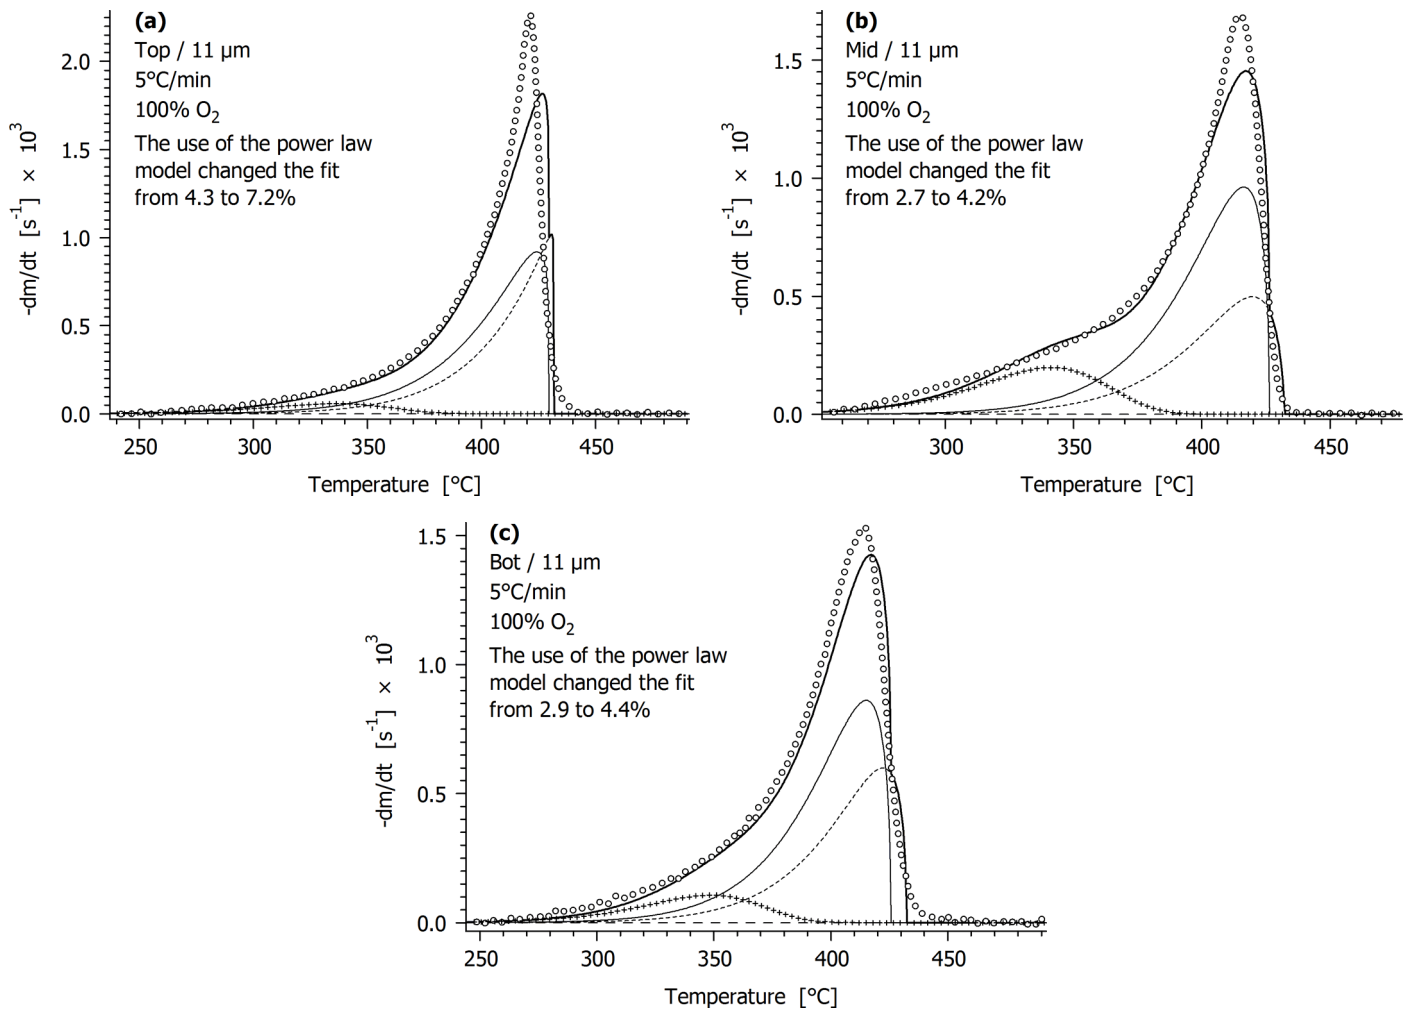 (a)
Top / 11 µm
5°C/min
100% O₂
The use of the power law
model changed the fit
from 4.3 to 7.2%
-dm/dt [s⁻¹] × 10³
2.0
1.5
1.0
0.5
0.0
250 300 350 400 450
Temperature [°C]
(b)
Mid / 11 µm
5°C/min
100% O₂
The use of the power law
model changed the fit
from 2.7 to 4.2%
-dm/dt [s⁻¹] × 10³
1.5
1.0
0.5
0.0
300 350 400 450
Temperature [°C]
(c)
Bot / 11 µm
5°C/min
100% O₂
The use of the power law
model changed the fit
from 2.9 to 4.4%
-dm/dt [s⁻¹] × 10³
1.5
1.0
0.5
0.0
250 300 350 400 450
Temperature [°C]